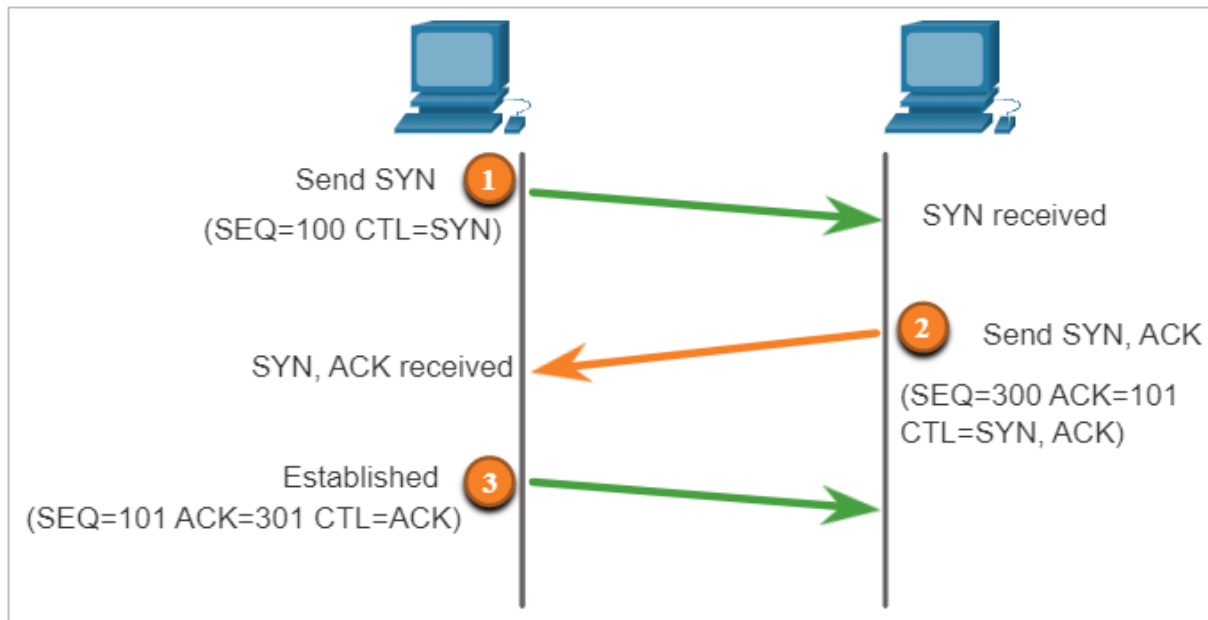 Send SYN
1
(SEQ=100 CTL=SYN)
SYN received
2
Send SYN, ACK
SYN, ACK received
(SEQ=300 ACK=101
CTL=SYN, ACK)
Established
3
(SEQ=101 ACK=301 CTL=ACK)